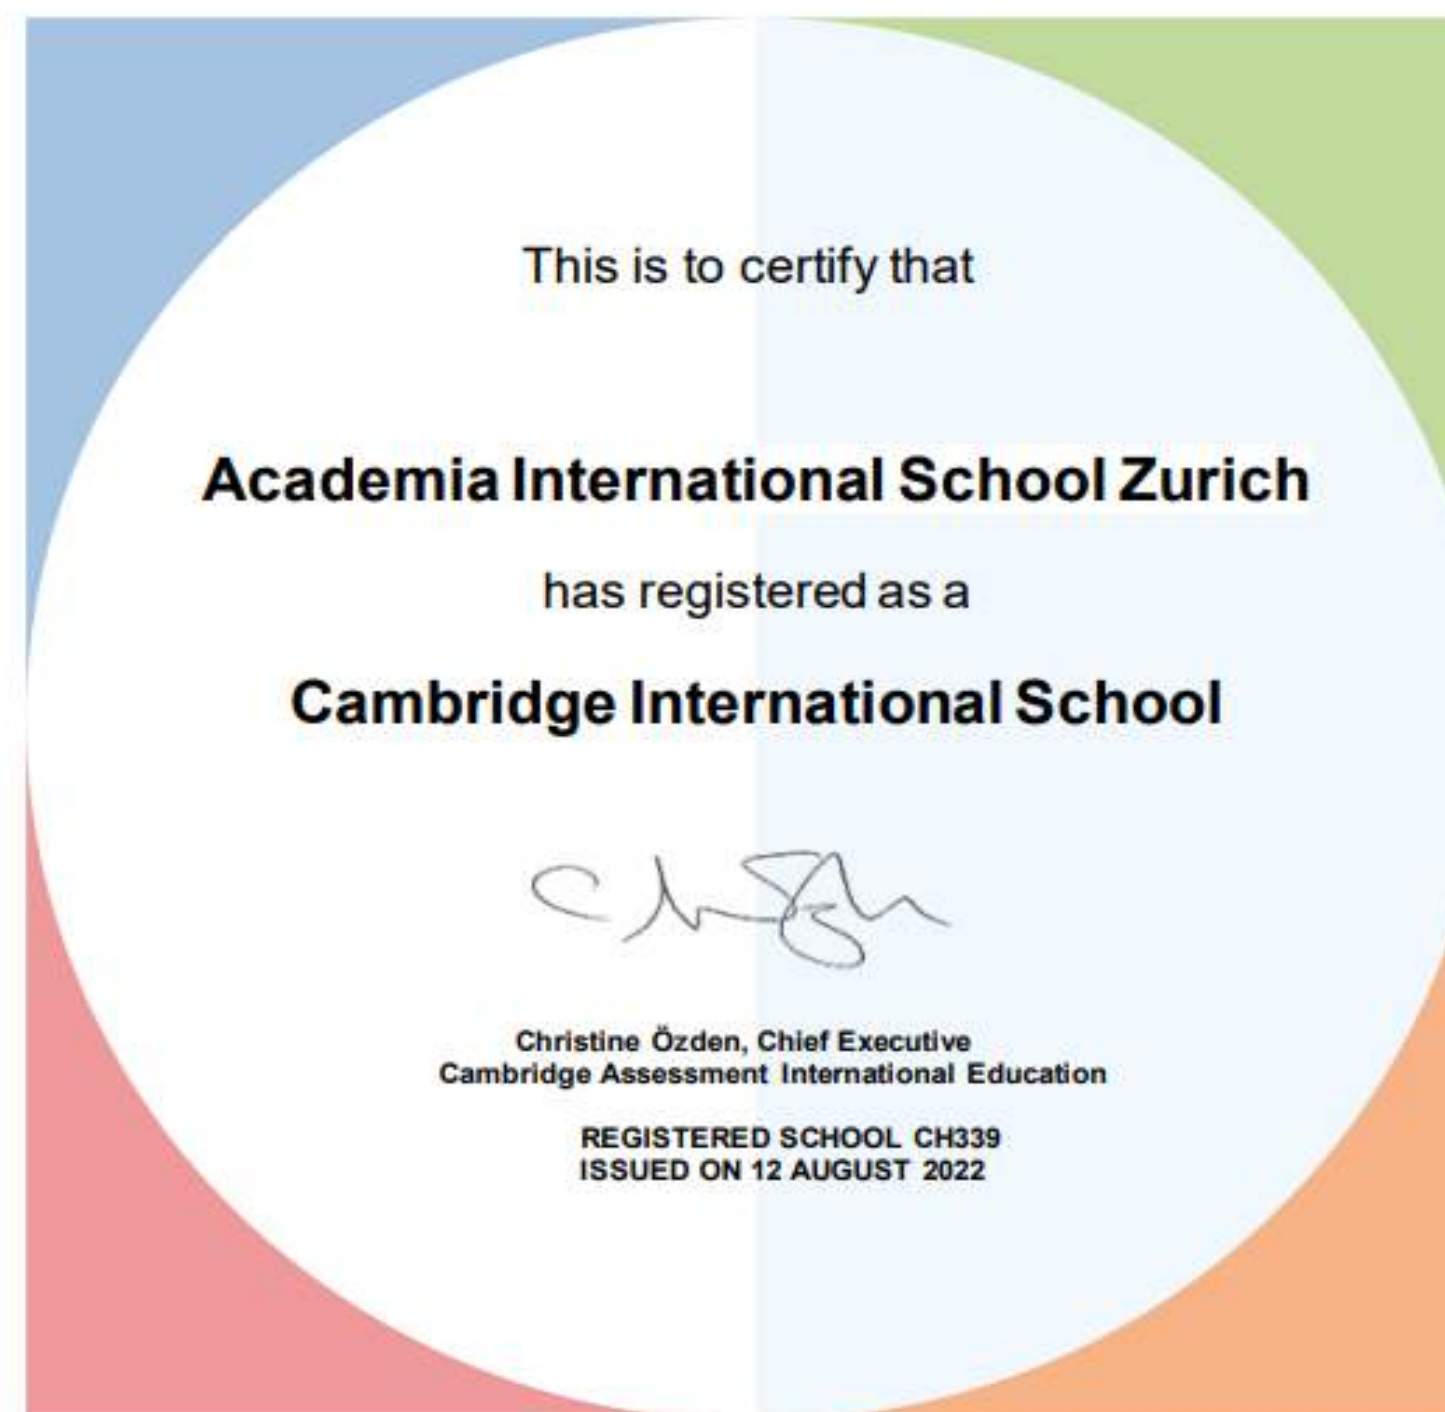 This is to certify that
Academia International School Zurich
has registered as a
Cambridge International School
Christine Özden, Chief Executive
Cambridge Assessment International Education
REGISTERED SCHOOL CH339
ISSUED ON 12 AUGUST 2022